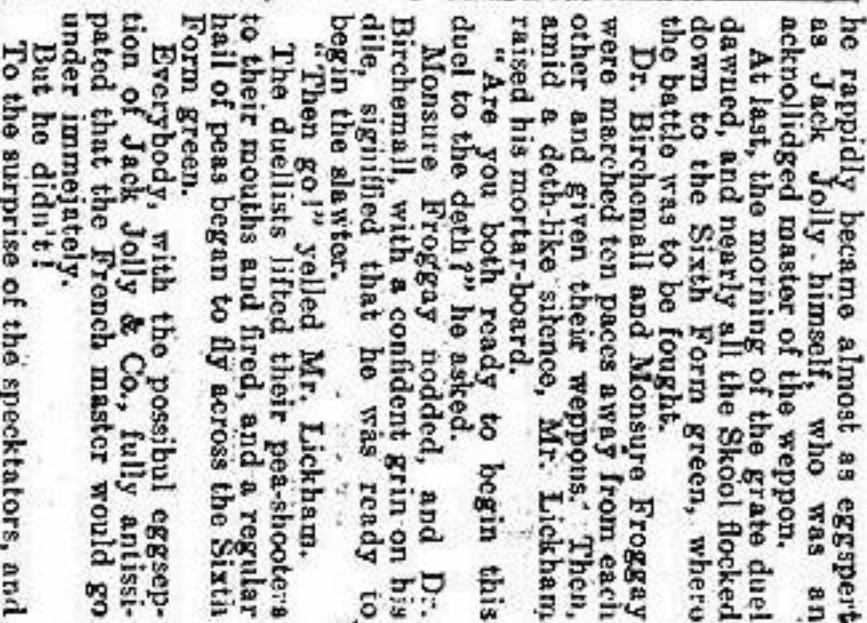 he rappidly became almost as eggspert
as Jack Jolly himself, who was an
acknollidged master of the weppon.
At last, the morning of the grate duel
dawned, and nearly all the Skool flocked
down to the Sixth Form green, where
the battle was to be fought.
Dr. Birchemall and Monsure Froggay
were marched ten paces away from each
other and given their weppons. Then,
amid a deth-like silence, Mr. Lickham
raised his mortar-board.
"Are you both ready to begin this
duel to the deth?" he asked.
Monsure Froggay nodded, and Dr.
Birchemall, with a confident grin on his
dile, signified that he was ready to
begin the slawter.
"Then go!" yelled Mr. Lickham.
The duellists lifted their pea-shooters
to their mouths and fired, and a regular
hail of peas began to fly across the Sixth
Form green.
Everybody, with the possibul eggsep-
tion of Jack Jolly & Co., fully antissi-
pated that the French master would go
under immejately.
But he didn't!
To the surprise of the specktators, and